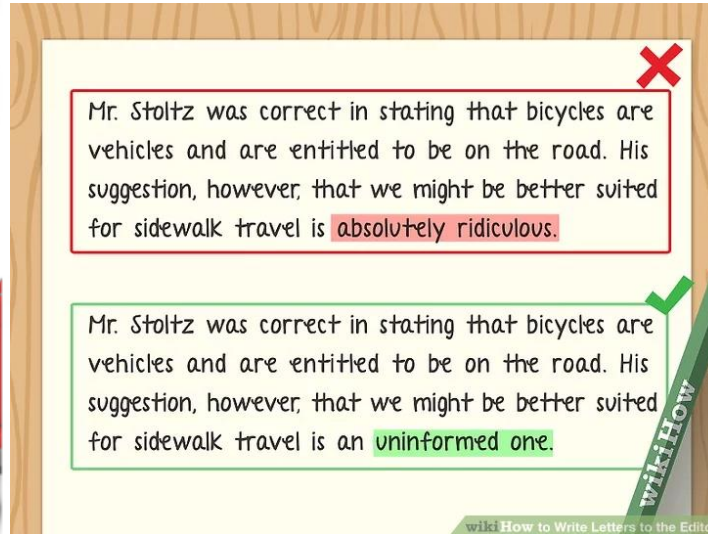 Mr. Stoltz was correct in stating that bicycles are
vehicles and are entitled to be on the road. His
suggestion, however, that we might be better suited
for sidewalk travel is absolutely ridiculous.
Mr. Stoltz was correct in stating that bicycles are
vehicles and are entitled to be on the road. His
suggestion, however, that we might be better suited
for sidewalk travel is an uninformed one.
wikiHow
wikiHow to Write Letters to the Edito